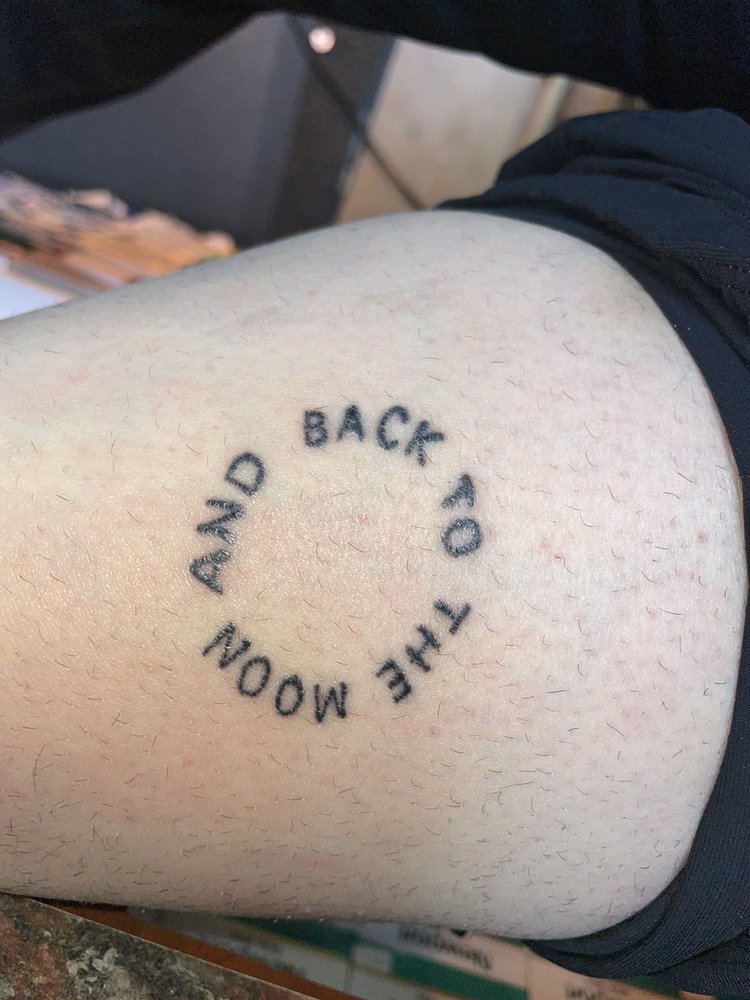 TO THE MOON AND BACK